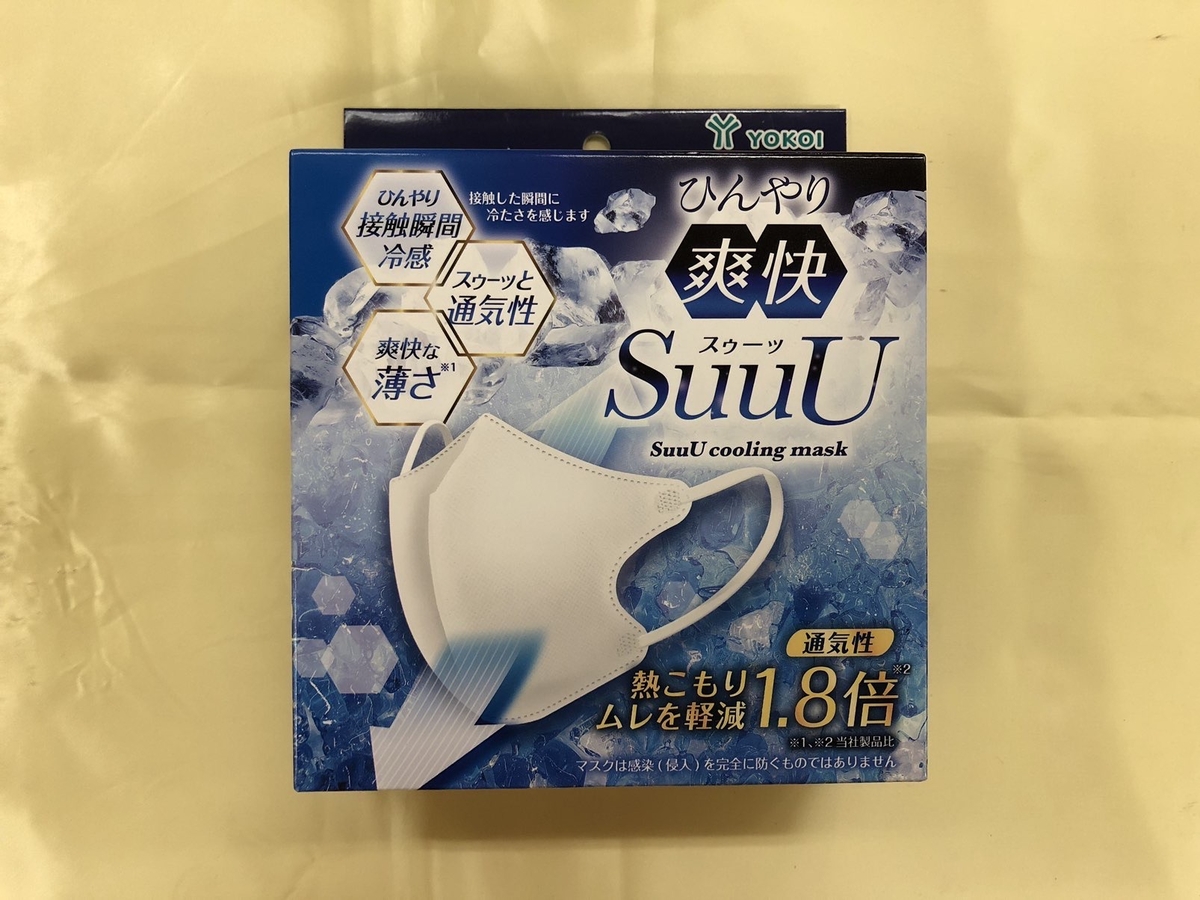 YOKOI
ひんやり
接触瞬間
冷感
接触した瞬間に
冷たさを感じます
スゥーッと
通気性
爽快な
薄さ※1
ひんやり
爽快
スゥーッ
SuuU
SuuU cooling mask
通気性
熱こもり
ムレを軽減
1.8倍※2
※1、※2 当社製品比
マスクは感染(侵入)を完全に防ぐものではありません